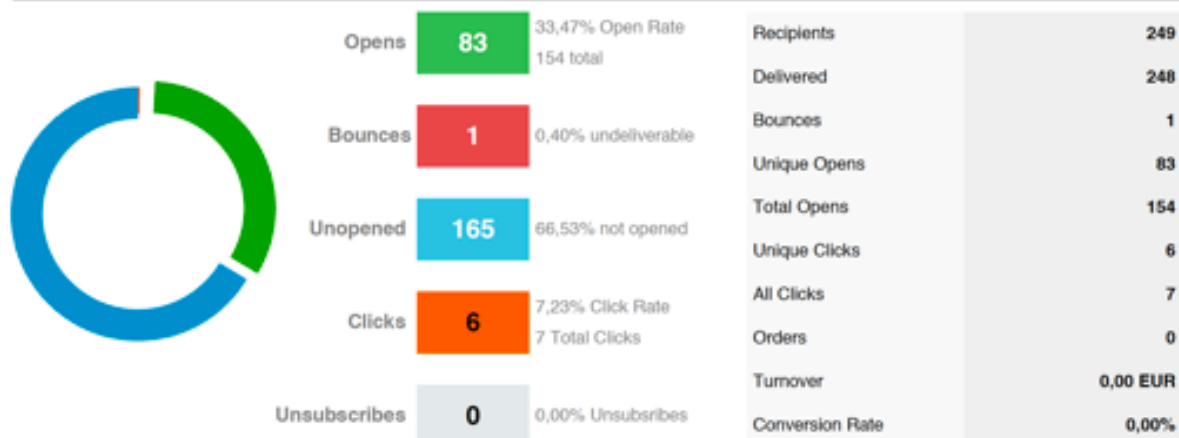 Opens 83 33,47% Open Rate
154 total
Bounces 1 0,40% undeliverable
Unopened 165 66,53% not opened
Clicks 6 7,23% Click Rate
7 Total Clicks
Unsubscribes 0 0,00% Unsubsribes
Recipients 249
Delivered 248
Bounces 1
Unique Opens 83
Total Opens 154
Unique Clicks 6
All Clicks 7
Orders 0
Turnover 0,00 EUR
Conversion Rate 0,00%